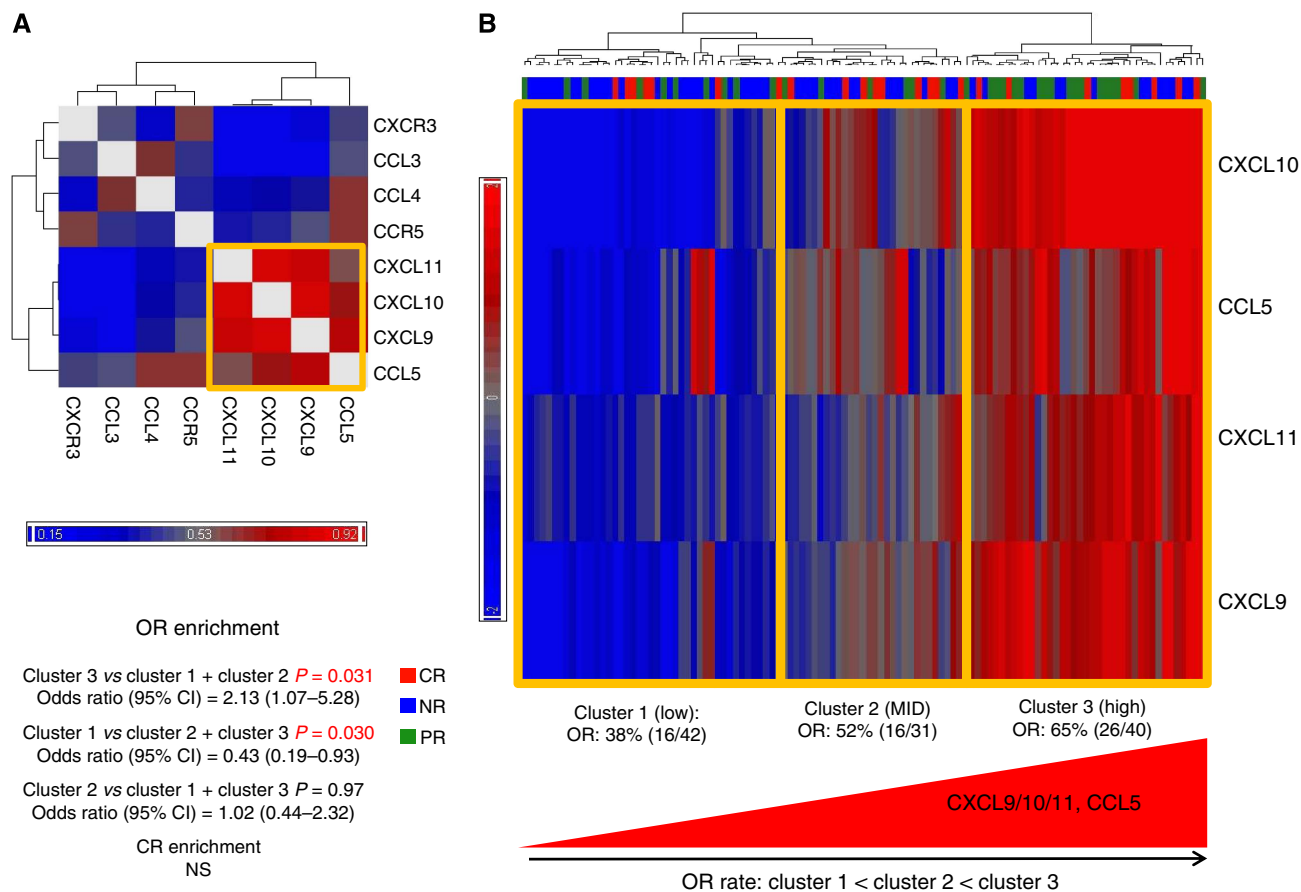 A
CXCR3
CCL3
CCL4
CCR5
CXCL11
CXCL10
CXCL9
CCL5
CXCR3
CCL3
CCL4
CCR5
CXCL11
CXCL10
CXCL9
CCL5
0.15 0.53 0.92
OR enrichment
Cluster 3 vs cluster 1 + cluster 2 P = 0.031
Odds ratio (95% CI) = 2.13 (1.07–5.28)
Cluster 1 vs cluster 2 + cluster 3 P = 0.030
Odds ratio (95% CI) = 0.43 (0.19–0.93)
Cluster 2 vs cluster 1 + cluster 3 P = 0.97
Odds ratio (95% CI) = 1.02 (0.44–2.32)
CR enrichment
NS
CR
NR
PR
B
0
-2
CXCL10
CCL5
CXCL11
CXCL9
Cluster 1 (low):
OR: 38% (16/42)
Cluster 2 (MID)
OR: 52% (16/31)
Cluster 3 (high)
OR: 65% (26/40)
CXCL9/10/11, CCL5
OR rate: cluster 1 < cluster 2 < cluster 3